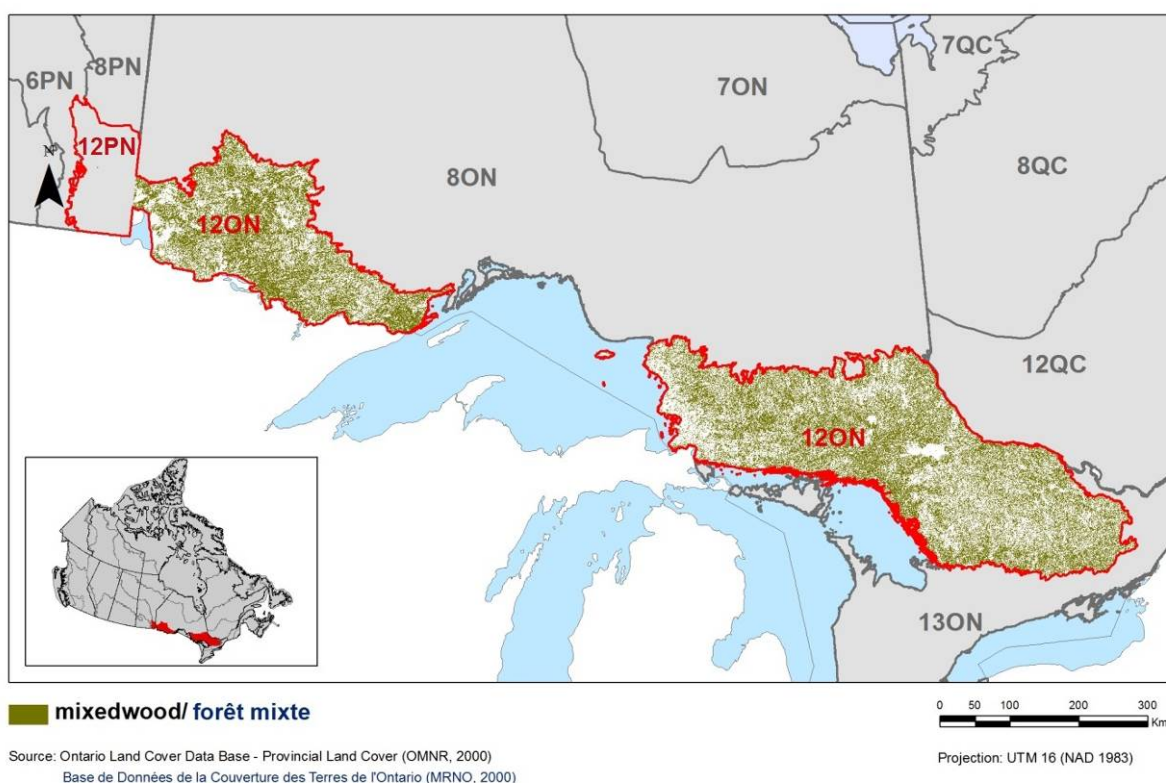 7QC
8PN
6PN
7ON
12PN
N
8QC
8ON
12ON
12QC
12ON
13ON
mixedwood/ forêt mixte
0 50 100 200 300
Km
Source: Ontario Land Cover Data Base - Provincial Land Cover (OMNR, 2000)
Projection: UTM 16 (NAD 1983)
Base de Données de la Couverture des Terres de l'Ontario (MRNO, 2000)